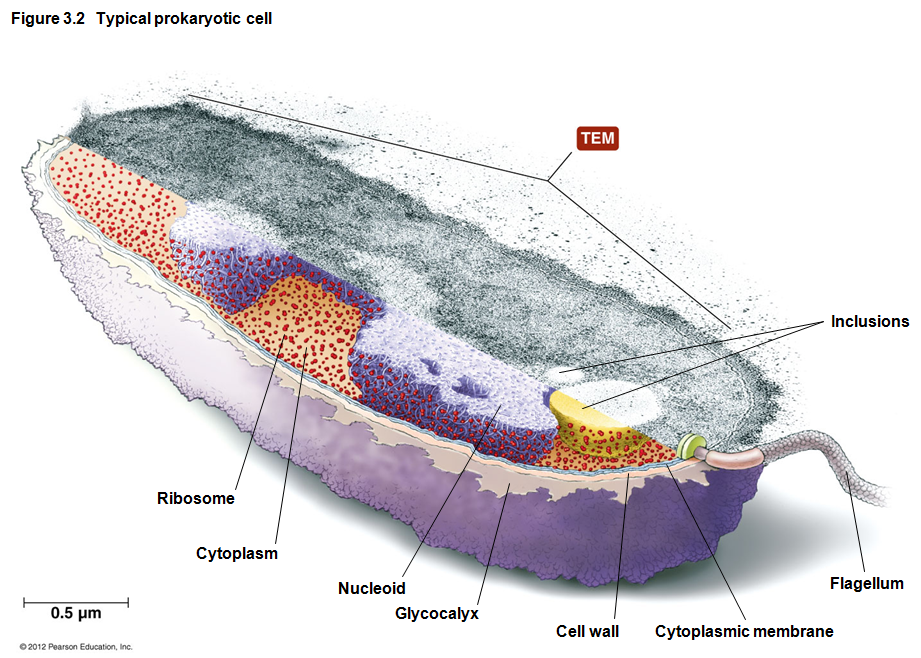 Figure 3.2 Typical prokaryotic cell
TEM
Inclusions
Ribosome
Cytoplasm
Nucleoid
Glycocalyx
Cell wall
Cytoplasmic membrane
Flagellum
0.5 μm
© 2012 Pearson Education, Inc.